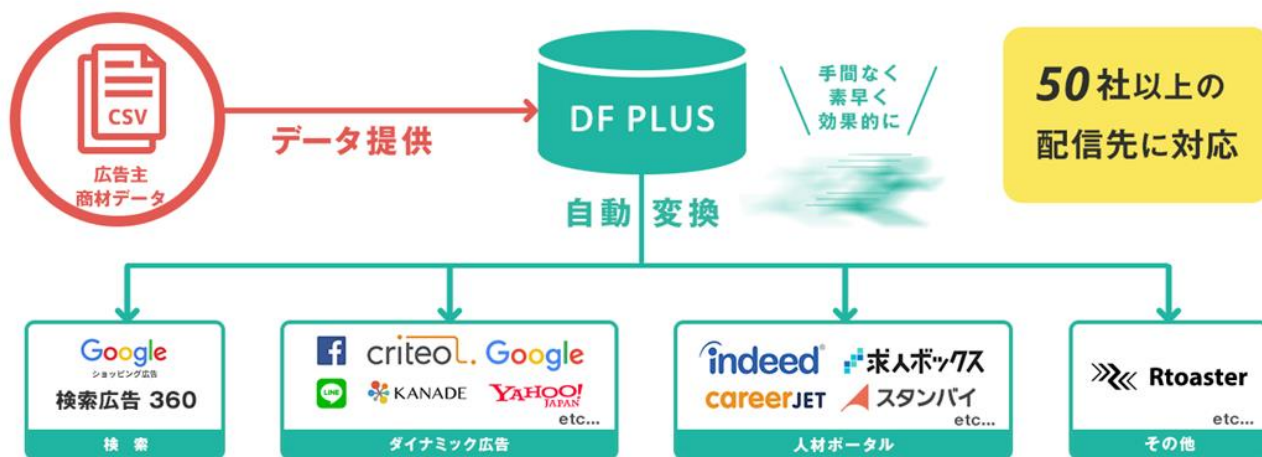 CSV
広告主
商材データ
データ提供
DF PLUS
手間なく
素早く
効果的に
50社以上の
配信先に対応
自動変換
Google
ショッピング広告
検索広告 360
検索
f criteo. Google
LINE KANADE YAHOO!
JAPAN
etc...
ダイナミック広告
indeed 求人ボックス
careerJET スタンバイ
etc...
人材ポータル
Rtoaster
etc...
その他